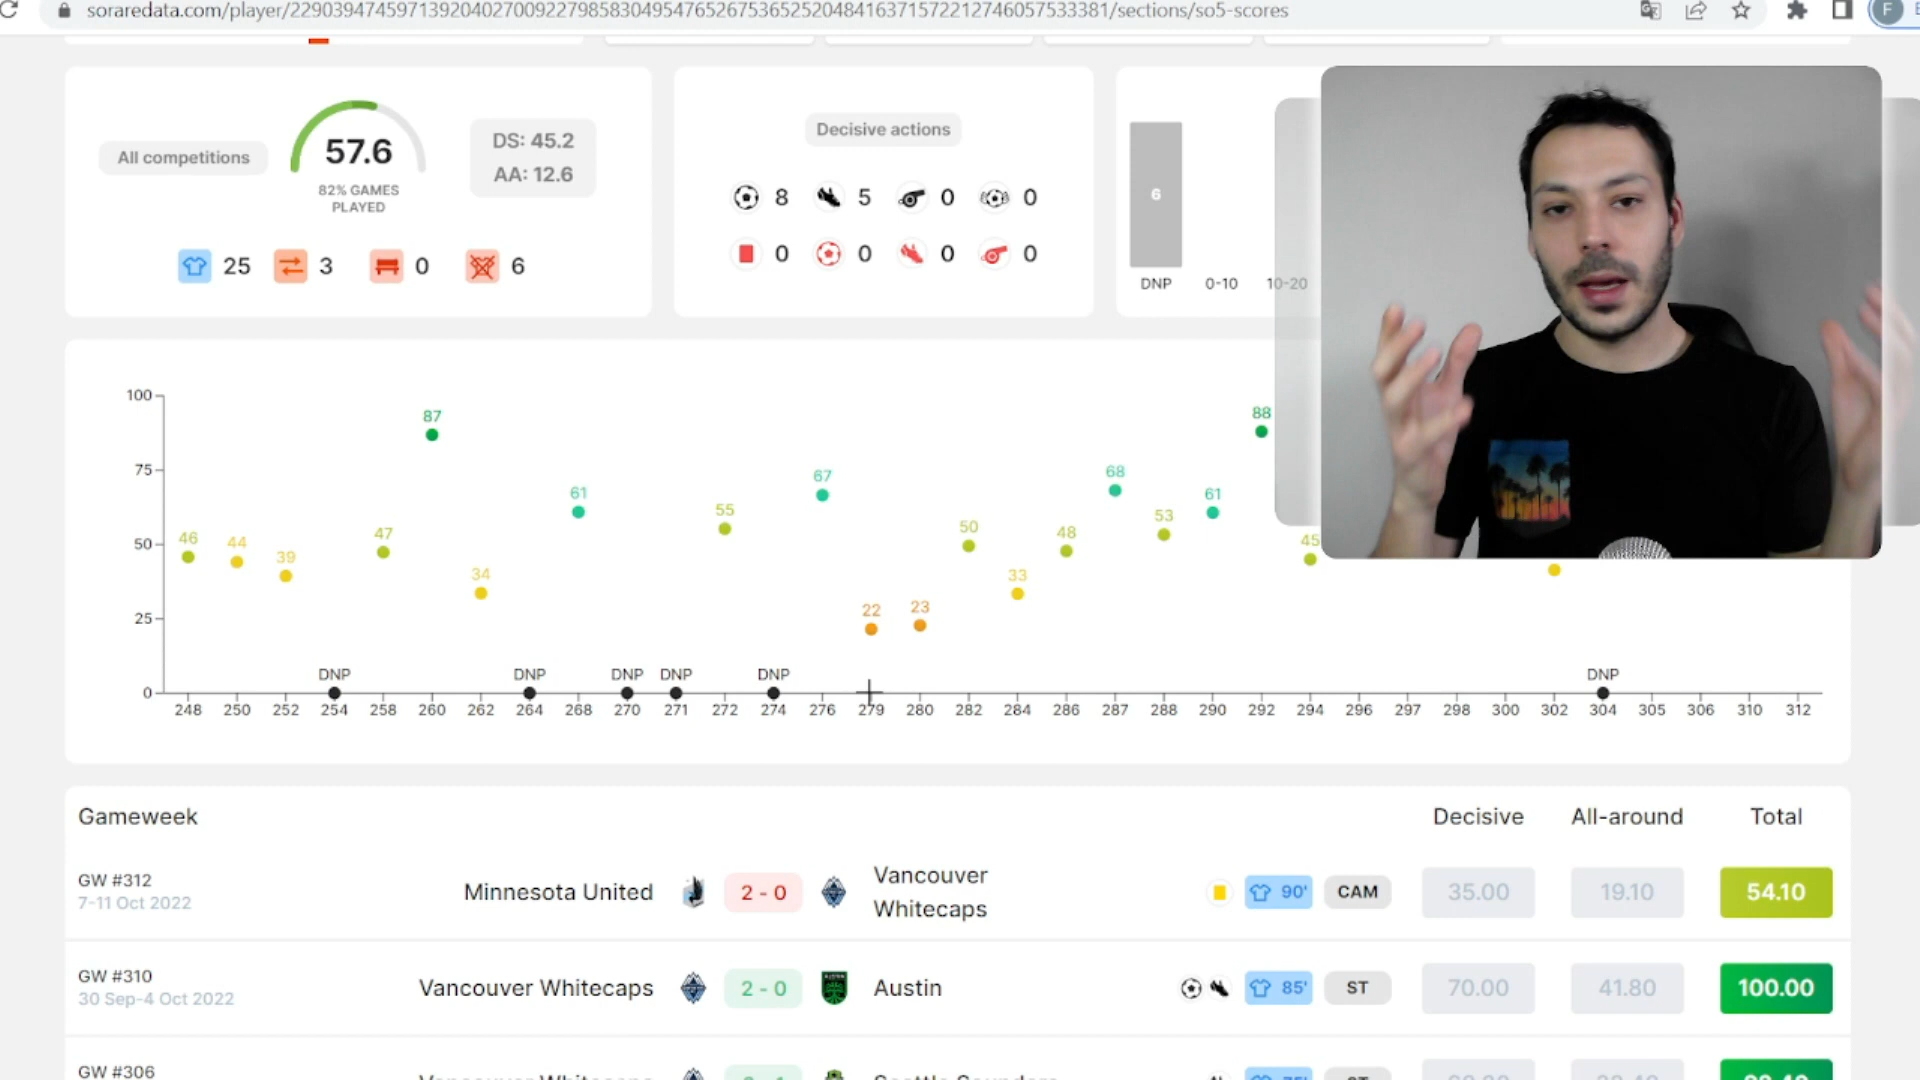 soraredata.com/player/22903947459713920402700922798583049547652675365252048416371572212746057533381/sections/so5-scores
F
All competitions
57.6
82% GAMES
PLAYED
DS: 45.2
AA: 12.6
25 3 0 6
Decisive actions
8 5 0 0
0 0 0 0
6
DNP 0-10 10-20
100
75
50
25
0
46 44 39 DNP 47 87 34 DNP 61 DNP DNP 55 DNP 67 22 23 50 33 48 68 53 61 88 45 DNP
248 250 252 254 258 260 262 264 268 270 271 272 274 276 279 280 282 284 286 287 288 290 292 294 296 297 298 300 302 304 305 306 310 312
Gameweek Decisive All-around Total
GW #312
7-11 Oct 2022
Minnesota United 2 - 0 Vancouver
Whitecaps
90' CAM 35.00 19.10 54.10
GW #310
30 Sep-4 Oct 2022
Vancouver Whitecaps 2 - 0 Austin 85' ST 70.00 41.80 100.00
GW #306